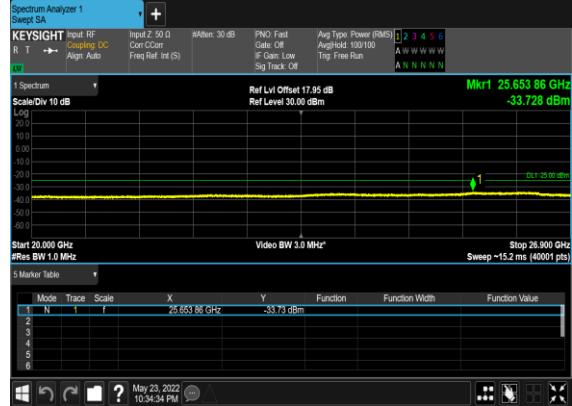 Spectrum Analyzer 1
Swept SA
+
KEYSIGHT Input: RF Input Z: 50 Ω #Atten: 30 dB PNO: Fast Avg Type: Power (RMS) 1 2 3 4 5 6
R T Coupling: DC Corr CCorr Gate: Off Avg|Hold: 100/100 A W W W W W
Align: Auto Freq Ref: Int (S) IF Gain: Low Trig: Free Run
Sig Track: Off A N N N N N
1 Spectrum Ref Lvl Offset 17.95 dB Mkr1 25.653 86 GHz
Scale/Div 10 dB Ref Level 30.00 dBm -33.728 dBm
Log
20.0
10.0
0.00
-10.0
-20.0
1 DL1 -25.00 dBm
-30.0
-40.0
-50.0
-60.0
Start 20.000 GHz Video BW 3.0 MHz* Stop 26.900 GHz
#Res BW 1.0 MHz Sweep ~15.2 ms (40001 pts)
5 Marker Table
Mode Trace Scale X Y Function Function Width Function Value
1 N 1 f 25.653 86 GHz -33.73 dBm
2
3
4
5
6
? May 23, 2022
10:34:34 PM